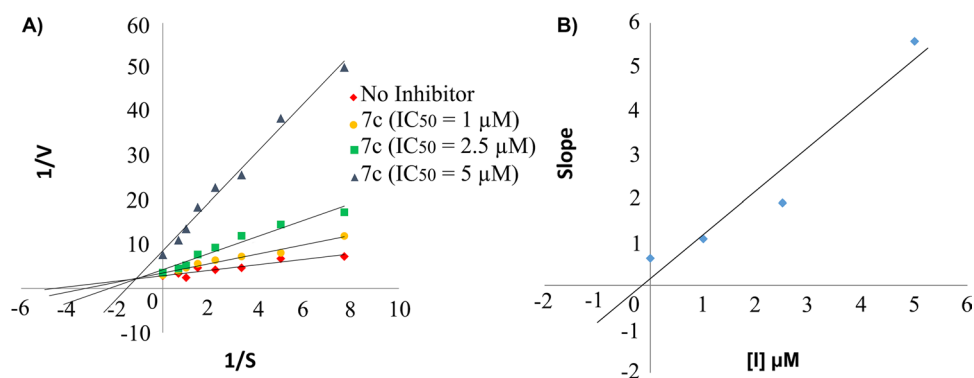 A)
60
50
40
30
20
10
0
-10
-6 -4 -2 0 2 4 6 8 10
1/V
1/S
No Inhibitor
7c (IC50 = 1 µM)
7c (IC50 = 2.5 µM)
7c (IC50 = 5 µM)
B)
6
5
4
3
2
1
0
-1
-2
-2 -1 0 1 2 3 4 5 6
Slope
[I] µM